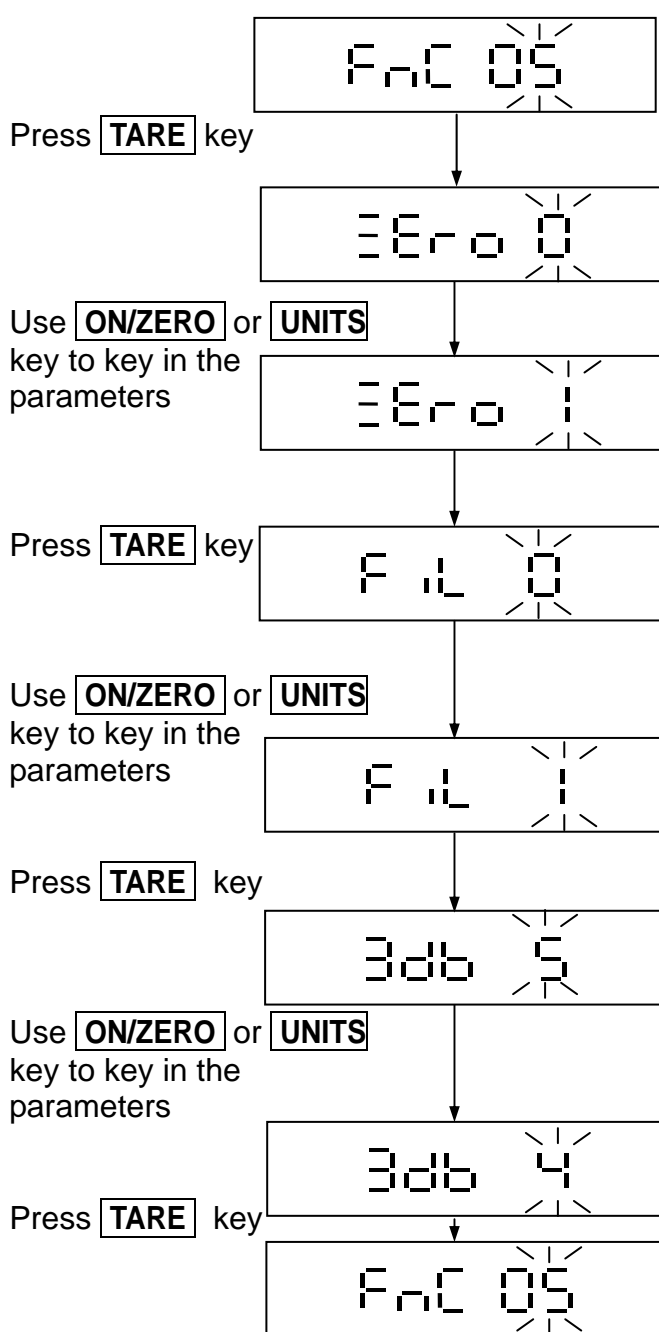 FnC 05
Press TARE key
Ero 0
Use ON/ZERO or UNITS
key to key in the
parameters
Ero 1
Press TARE key
FiL 0
Use ON/ZERO or UNITS
key to key in the
parameters
FiL 1
Press TARE key
3db 5
Use ON/ZERO or UNITS
key to key in the
parameters
3db 4
Press TARE key
FnC 05